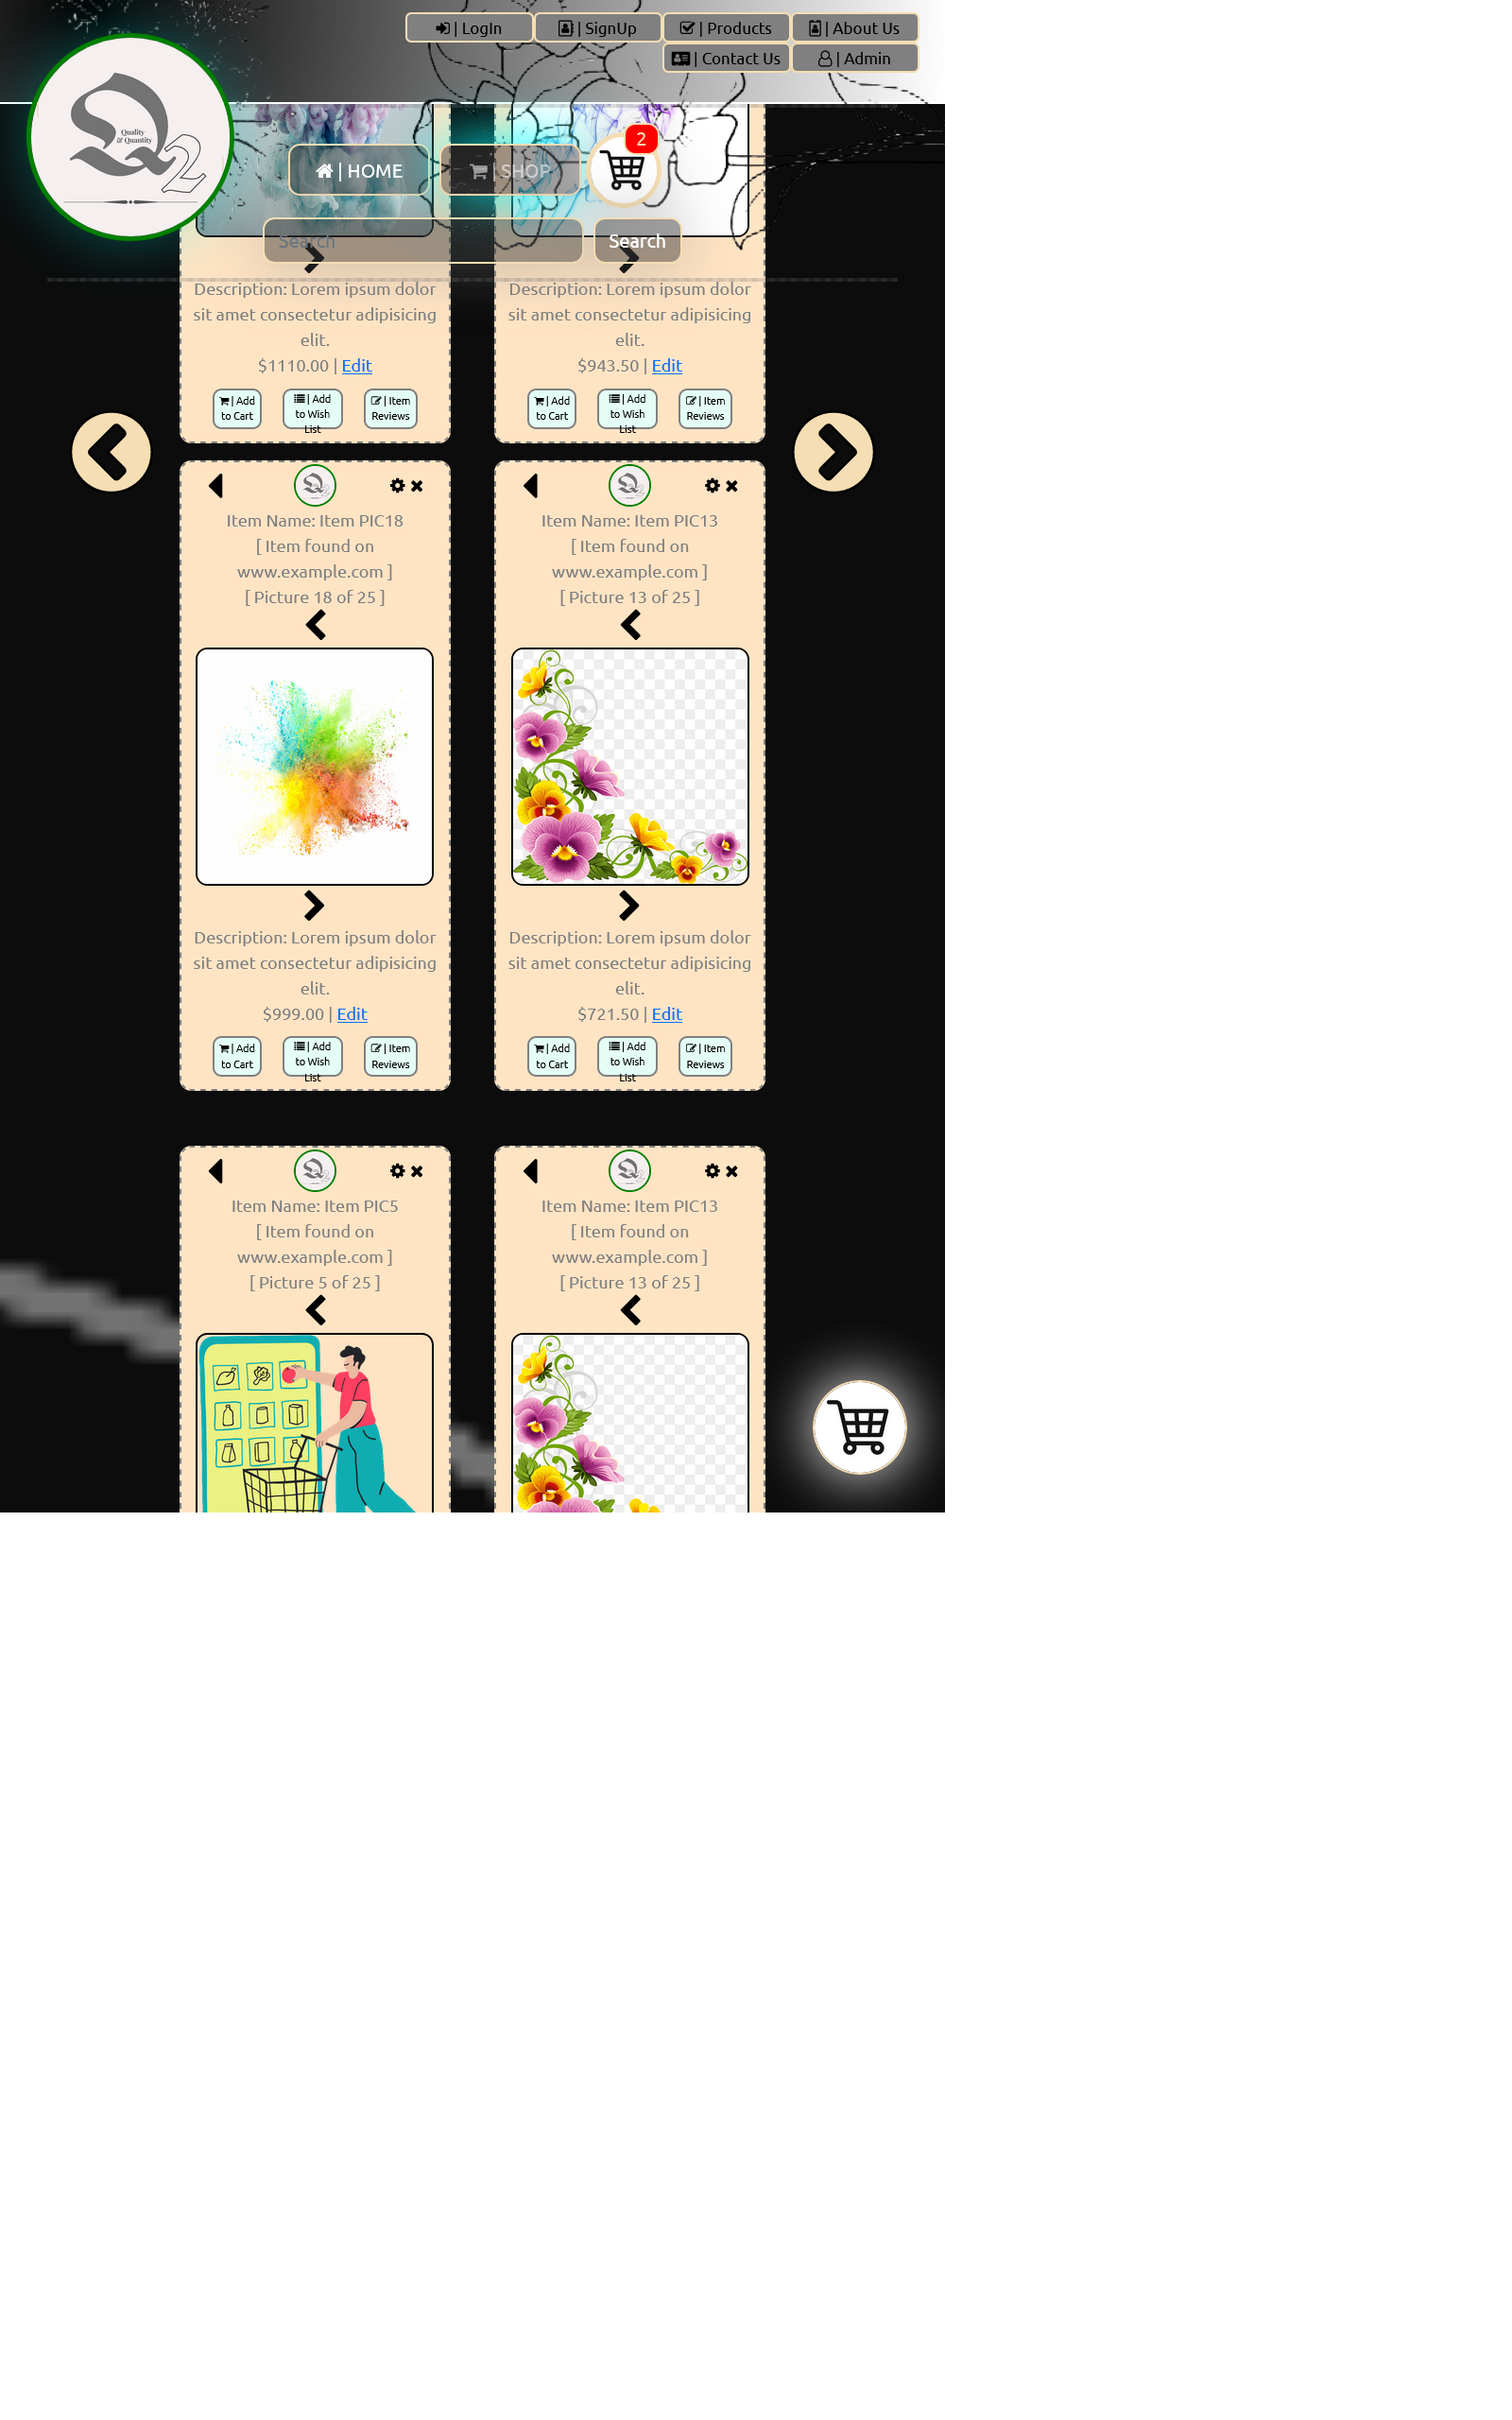 | LogIn
| SignUp
| Products
| About Us
| Contact Us
| Admin
Quality
& Quantity
2
| HOME
| SHOP
2
Search
Search
Description: Lorem ipsum dolor
sit amet consectetur adipisicing
elit.
$1110.00 | Edit
| Add
to Cart
| Add
to Wish
List
| Item
Reviews
Description: Lorem ipsum dolor
sit amet consectetur adipisicing
elit.
$943.50 | Edit
| Add
to Cart
| Add
to Wish
List
| Item
Reviews
Item Name: Item PIC18
[ Item found on
www.example.com ]
[ Picture 18 of 25 ]
Description: Lorem ipsum dolor
sit amet consectetur adipisicing
elit.
$999.00 | Edit
| Add
to Cart
| Add
to Wish
List
| Item
Reviews
Item Name: Item PIC13
[ Item found on
www.example.com ]
[ Picture 13 of 25 ]
Description: Lorem ipsum dolor
sit amet consectetur adipisicing
elit.
$721.50 | Edit
| Add
to Cart
| Add
to Wish
List
| Item
Reviews
Item Name: Item PIC5
[ Item found on
www.example.com ]
[ Picture 5 of 25 ]
Item Name: Item PIC13
[ Item found on
www.example.com ]
[ Picture 13 of 25 ]